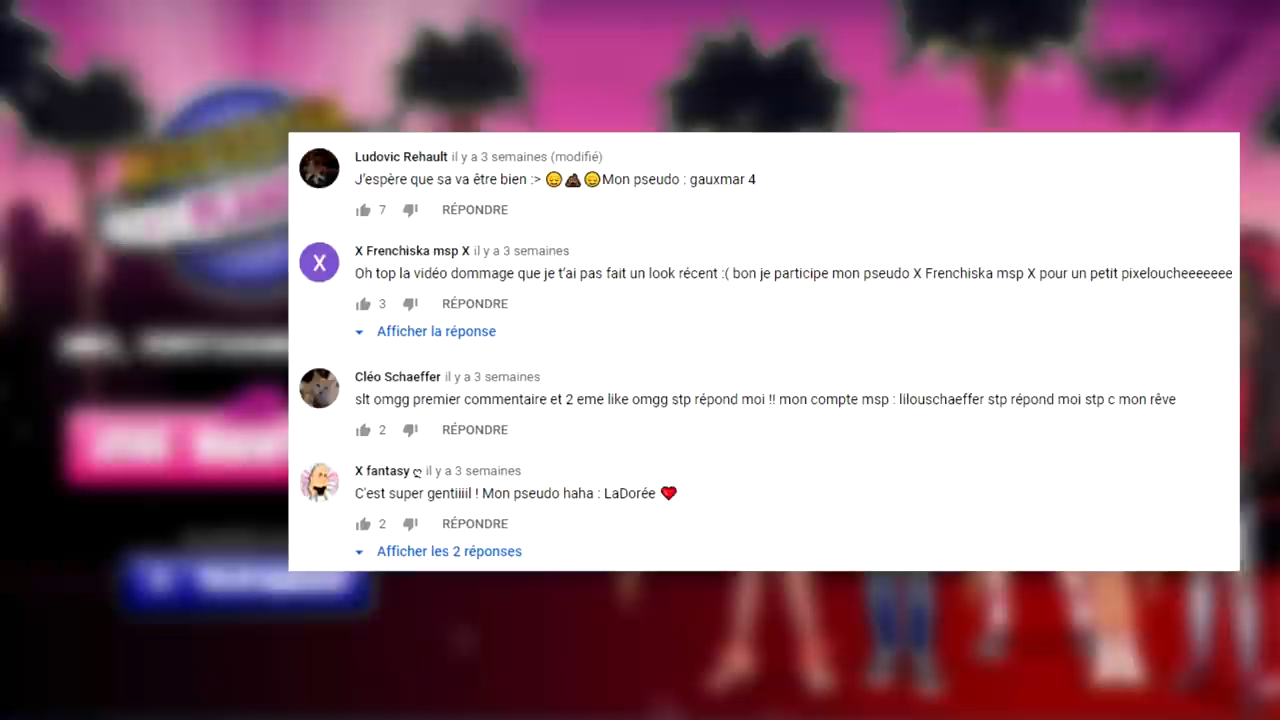 Ludovic Rehault il y a 3 semaines (modifié)
J'espère que sa va être bien :> 😔💩😔Mon pseudo : gauxmar 4
7 RÉPONDRE
X
X Frenchiska msp X il y a 3 semaines
Oh top la vidéo dommage que je t'ai pas fait un look récent :( bon je participe mon pseudo X Frenchiska msp X pour un petit pixeloucheeeeeee
3 RÉPONDRE
Afficher la réponse
Cléo Schaeffer il y a 3 semaines
slt omgg premier commentaire et 2 eme like omgg stp répond moi !! mon compte msp : lilouschaeffer stp répond moi stp c mon rêve
2 RÉPONDRE
X fantasy ღ il y a 3 semaines
C'est super gentiiiil ! Mon pseudo haha : LaDorée ❤️
2 RÉPONDRE
Afficher les 2 réponses